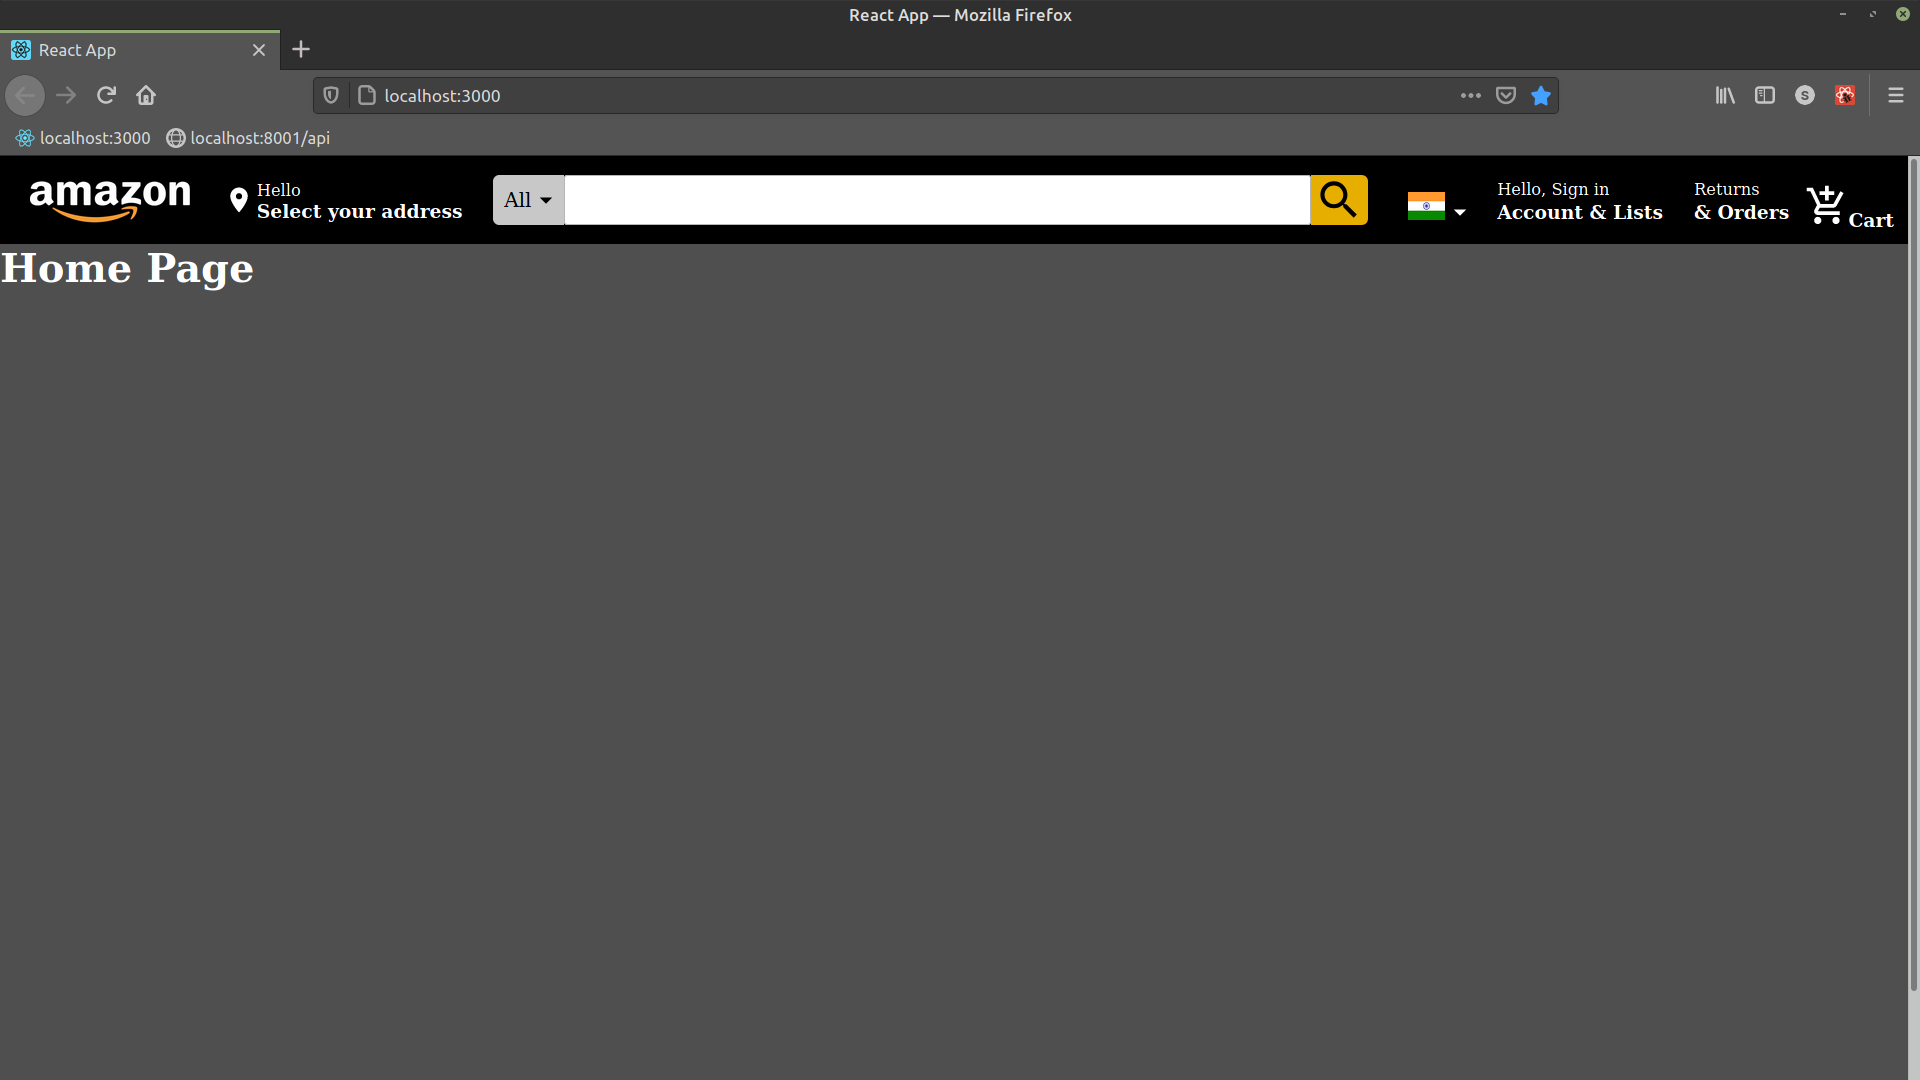 React App — Mozilla Firefox
React App
localhost:3000
S
localhost:3000 localhost:8001/api
amazon
Hello
Select your address
All
Hello, Sign in
Account & Lists
Returns
& Orders
Cart
Home Page